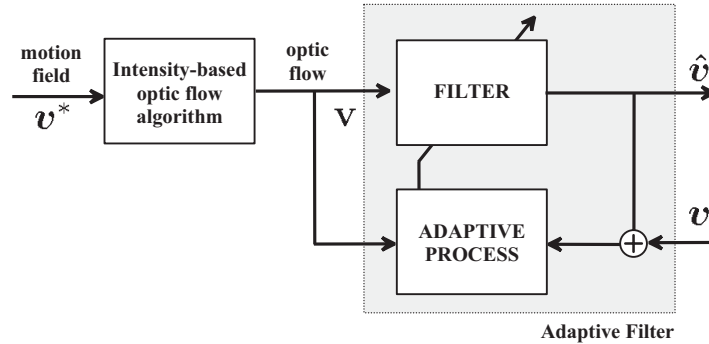 motion
field
v*
Intensity-based
optic flow
algorithm
optic
flow
V
FILTER
v̂
ADAPTIVE
PROCESS
+
v
Adaptive Filter